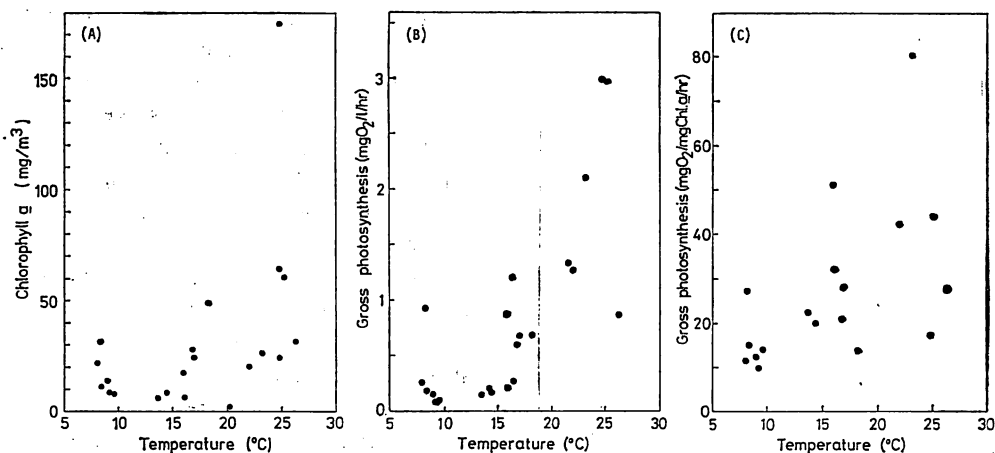 (A)
Chlorophyll a (mg/m³)
150
100
50
0
5 10 15 20 25 30
Temperature (°C)
(B)
Gross photosynthesis (mgO₂/l/hr)
3
2
1
0
5 10 15 20 25 30
Temperature (°C)
(C)
Gross photosynthesis (mgO₂/mgChl.a/hr)
80
60
40
20
0
5 10 15 20 25 30
Temperature (°C)